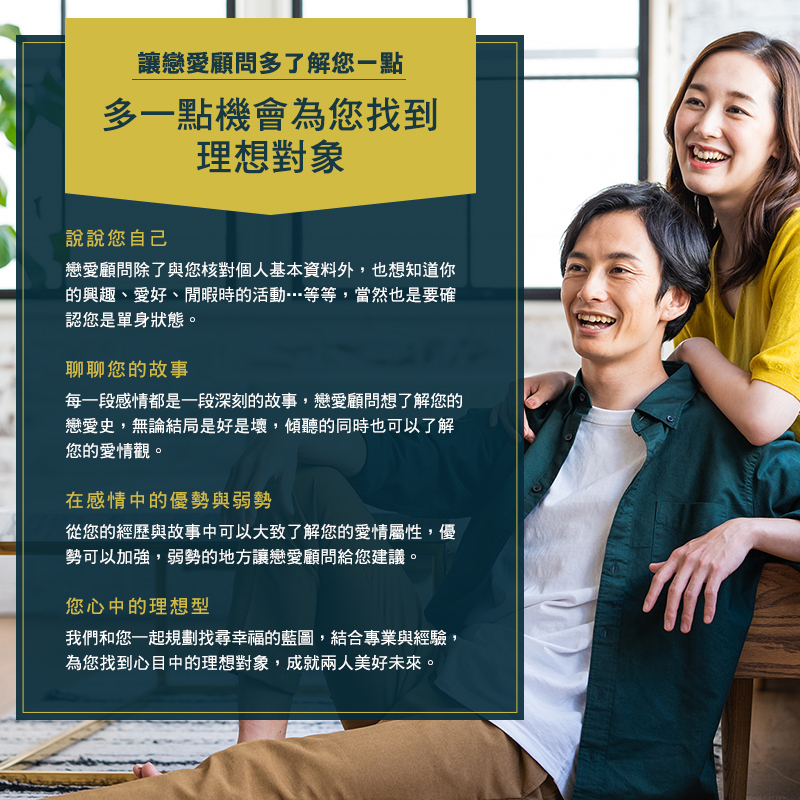 讓戀愛顧問多了解您一點
多一點機會為您找到
理想對象
說說您自己
戀愛顧問除了與您核對個人基本資料外，也想知道你
的興趣、愛好、閒暇時的活動⋯等等，當然也是要確
認您是單身狀態。
聊聊您的故事
每一段感情都是一段深刻的故事，戀愛顧問想了解您的
戀愛史，無論結局是好是壞，傾聽的同時也可以了解
您的愛情觀。
在感情中的優勢與弱勢
從您的經歷與故事中可以大致了解您的愛情屬性，優
勢可以加強，弱勢的地方讓戀愛顧問給您建議。
您心中的理想型
我們和您一起規劃找尋幸福的藍圖，結合專業與經驗，
為您找到心目中的理想對象，成就兩人美好未來。